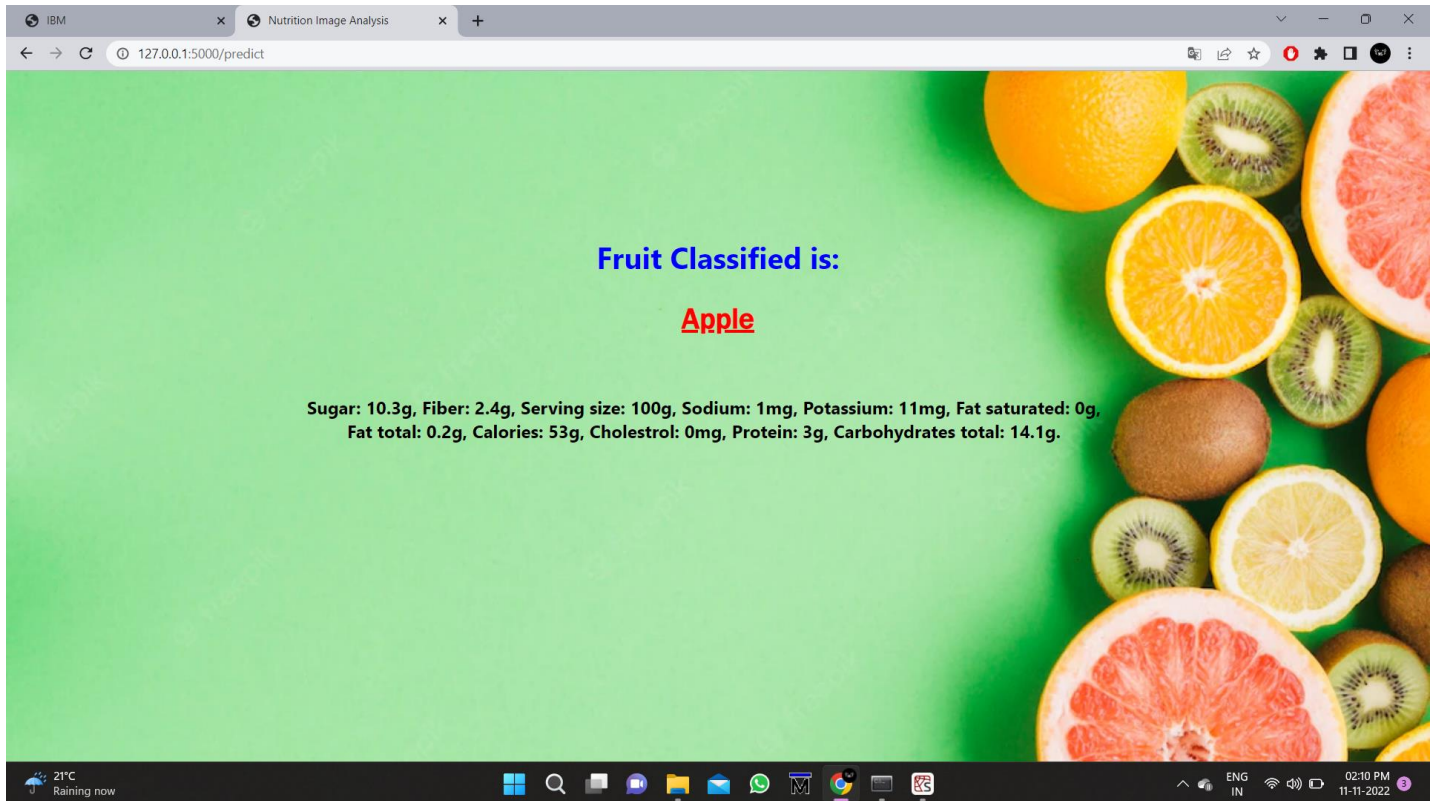 IBM
Nutrition Image Analysis
127.0.0.1:5000/predict
Fruit Classified is:
Apple
Sugar: 10.3g, Fiber: 2.4g, Serving size: 100g, Sodium: 1mg, Potassium: 11mg, Fat saturated: 0g,
Fat total: 0.2g, Calories: 53g, Cholestrol: 0mg, Protein: 3g, Carbohydrates total: 14.1g.
21°C
Raining now
ENG
IN
02:10 PM
11-11-2022
3